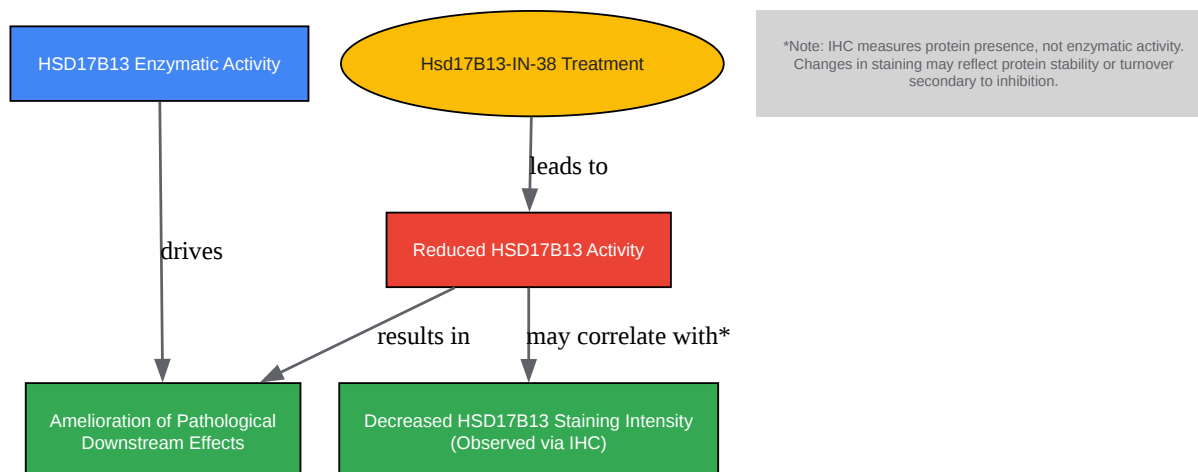 HSD17B13 Enzymatic Activity
Hsd17B13-IN-38 Treatment
*Note: IHC measures protein presence, not enzymatic activity.
Changes in staining may reflect protein stability or turnover
secondary to inhibition.
leads to
drives
Reduced HSD17B13 Activity
results in
may correlate with*
Amelioration of Pathological
Downstream Effects
Decreased HSD17B13 Staining Intensity
(Observed via IHC)